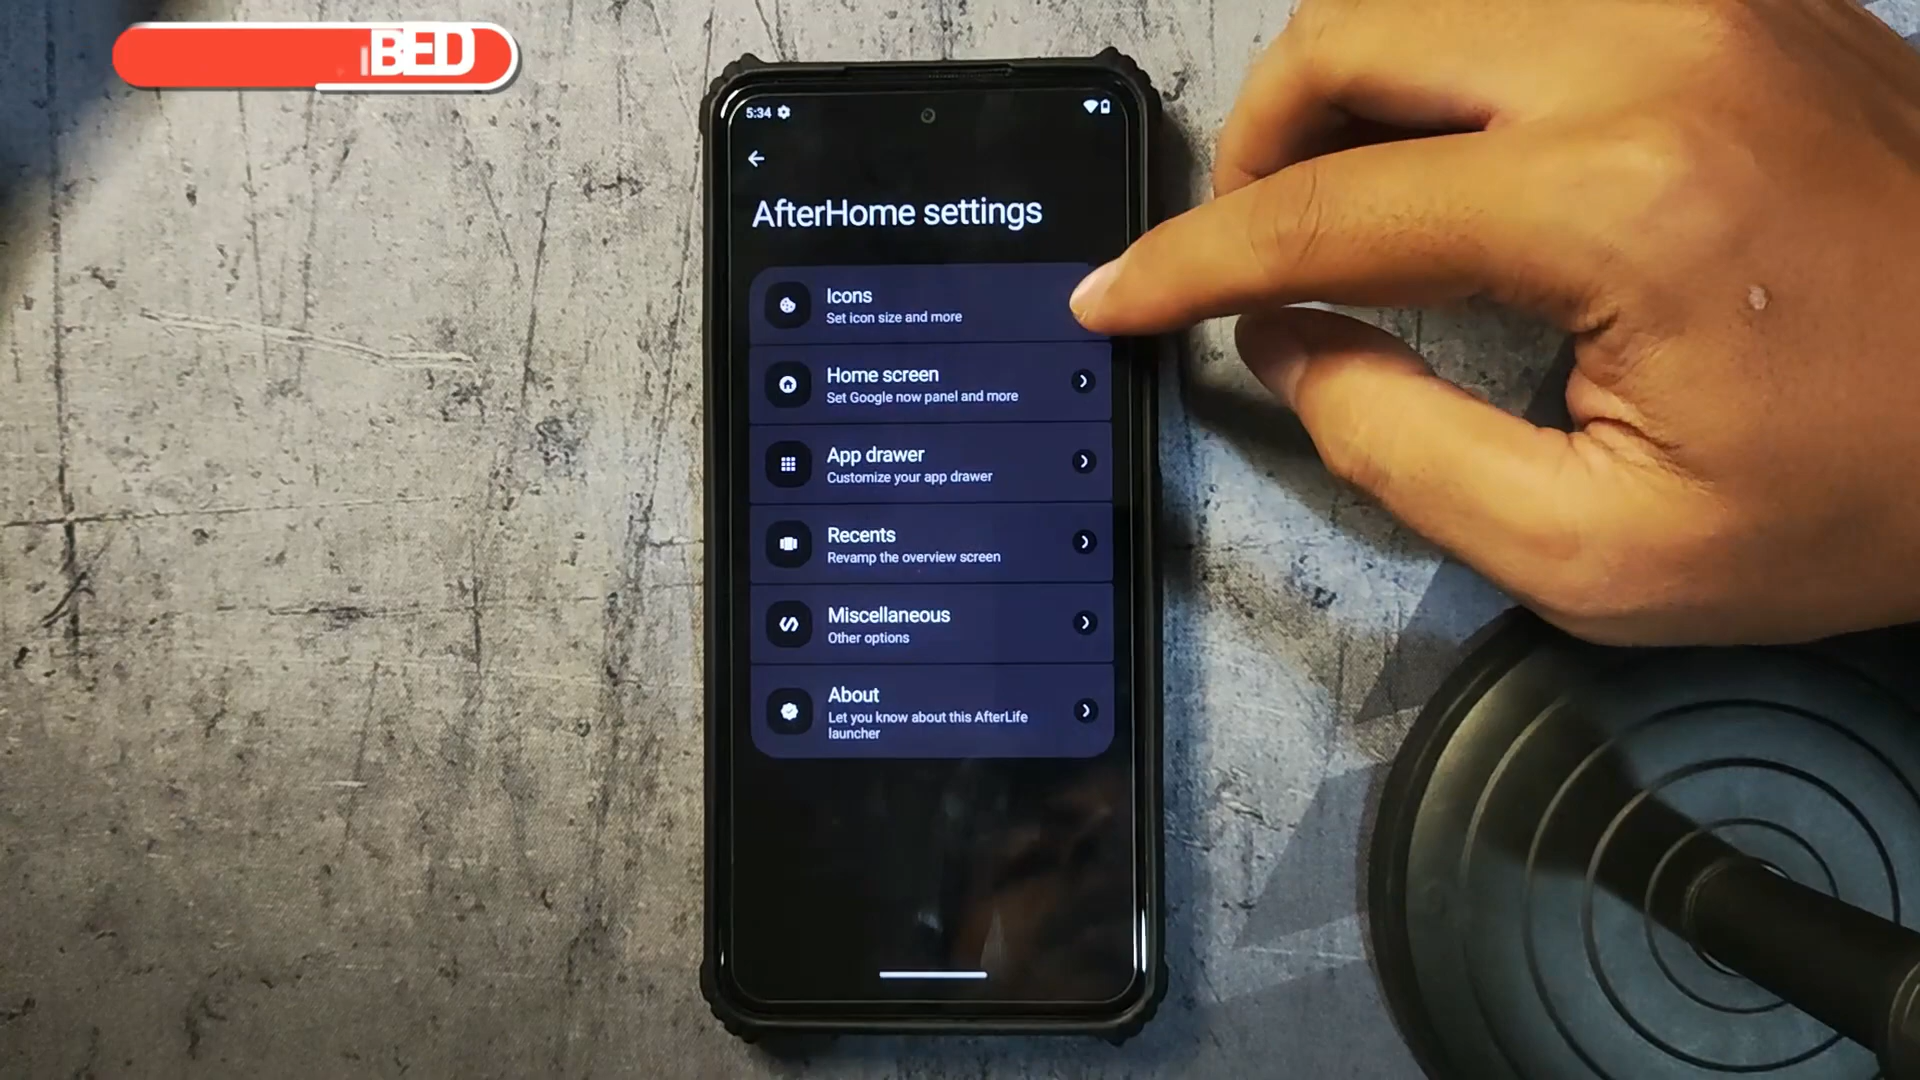 BED
5:34
AfterHome settings
Icons
Set icon size and more
Home screen
Set Google now panel and more
App drawer
Customize your app drawer
Recents
Revamp the overview screen
Miscellaneous
Other options
About
Let you know about this AfterLife
launcher